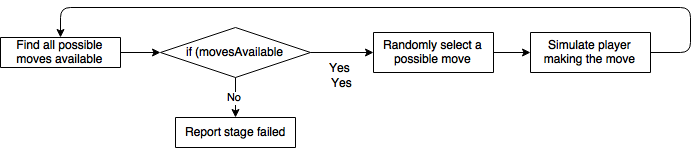 Find all possible
moves available
if (movesAvailable
Yes
Yes
Randomly select a
possible move
Simulate player
making the move
No
Report stage failed